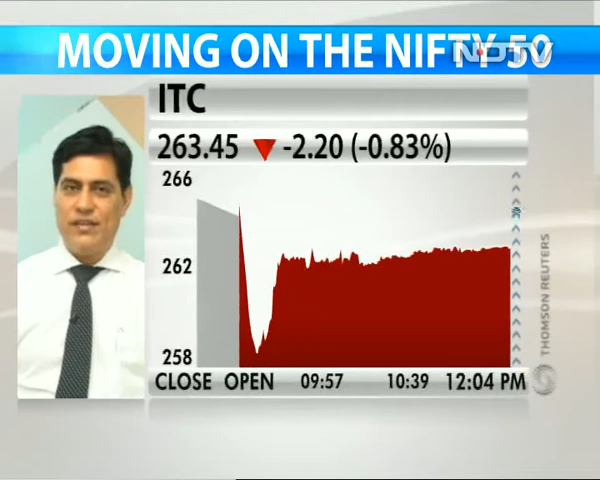 MOVING ON THE NIFTY 50
NDTV
ITC
263.45 ▼ -2.20 (-0.83%)
266
262
258
CLOSE OPEN 09:57 10:39 12:04 PM
THOMSON REUTERS